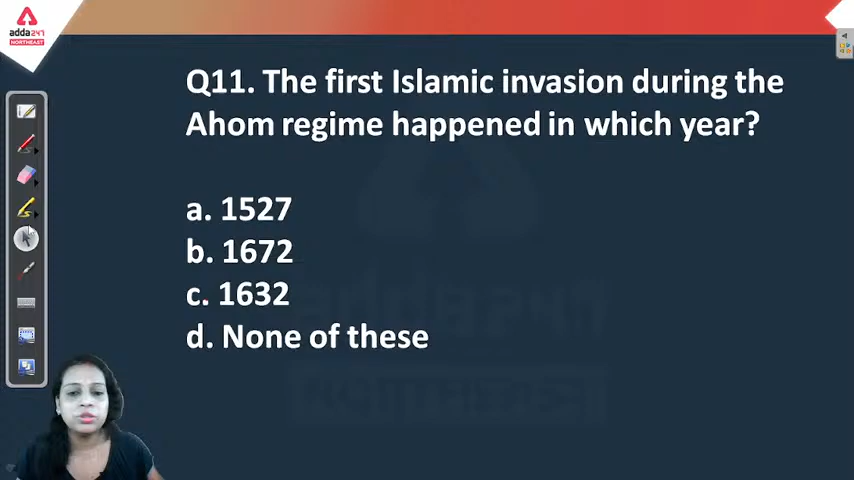 adda247
NORTHEAST
Q11. The first Islamic invasion during the
Ahom regime happened in which year?
a. 1527
b. 1672
c. 1632
d. None of these
adda247